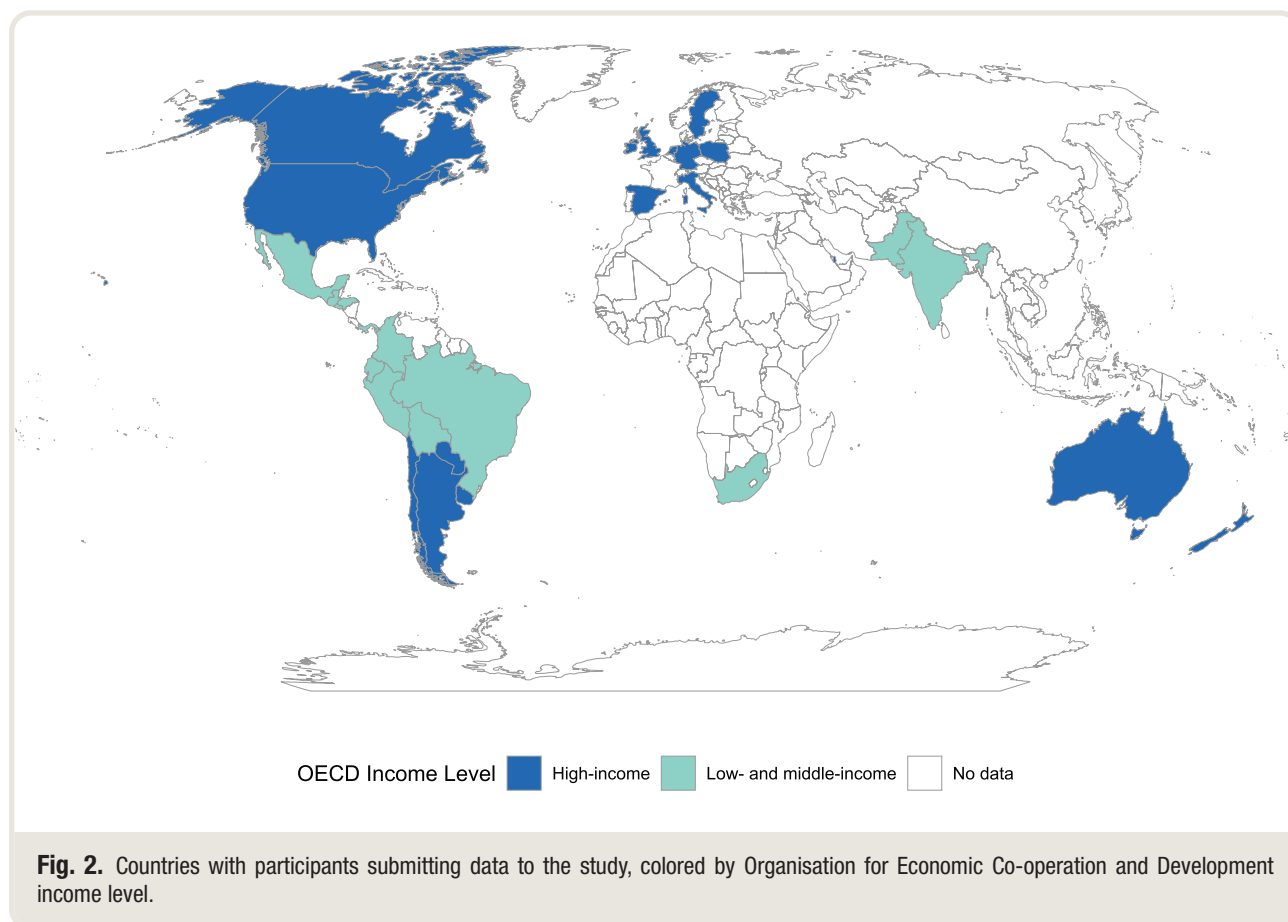 OECD Income Level High-income Low- and middle-income No data
Fig. 2. Countries with participants submitting data to the study, colored by Organisation for Economic Co-operation and Development
income level.